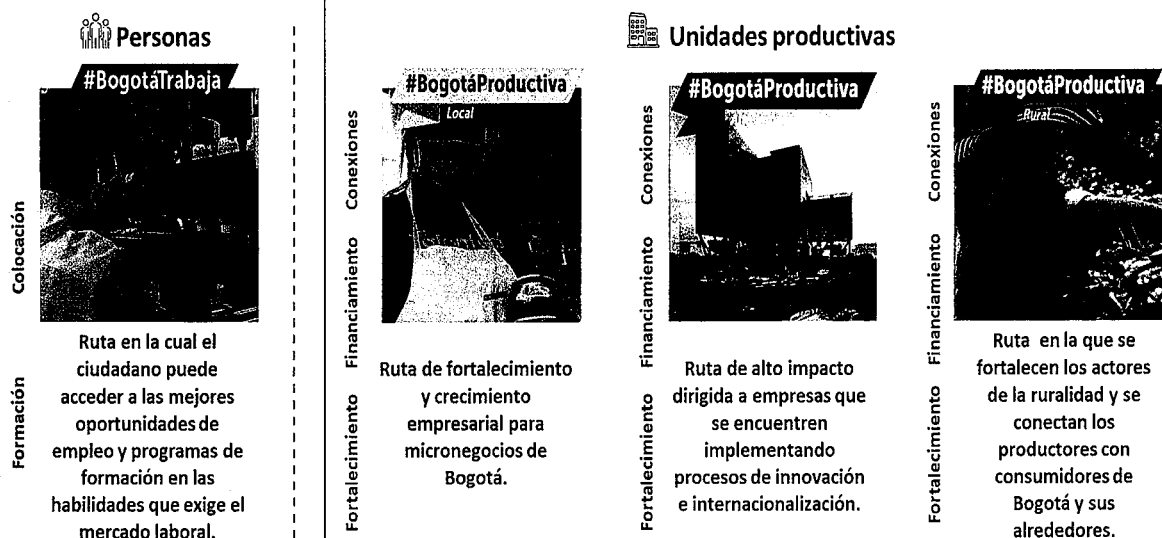 Personas
#BogotáTrabaja
Colocación
Formación
Ruta en la cual el
ciudadano puede
acceder a las mejores
oportunidades de
empleo y programas de
formación en las
habilidades que exige el
mercado laboral.
Unidades productivas
#BogotáProductiva
Local
Conexiones
Financiamiento
Fortalecimiento
Ruta de fortalecimiento
y crecimiento
empresarial para
micronegocios de
Bogotá.
#BogotáProductiva
Conexiones
Financiamiento
Fortalecimiento
Ruta de alto impacto
dirigida a empresas que
se encuentren
implementando
procesos de innovación
e internacionalización.
#BogotáProductiva
Rural
Conexiones
Financiamiento
Fortalecimiento
Ruta en la que se
fortalecen los actores
de la ruralidad y se
conectan los
productores con
consumidores de
Bogotá y sus
alrededores.